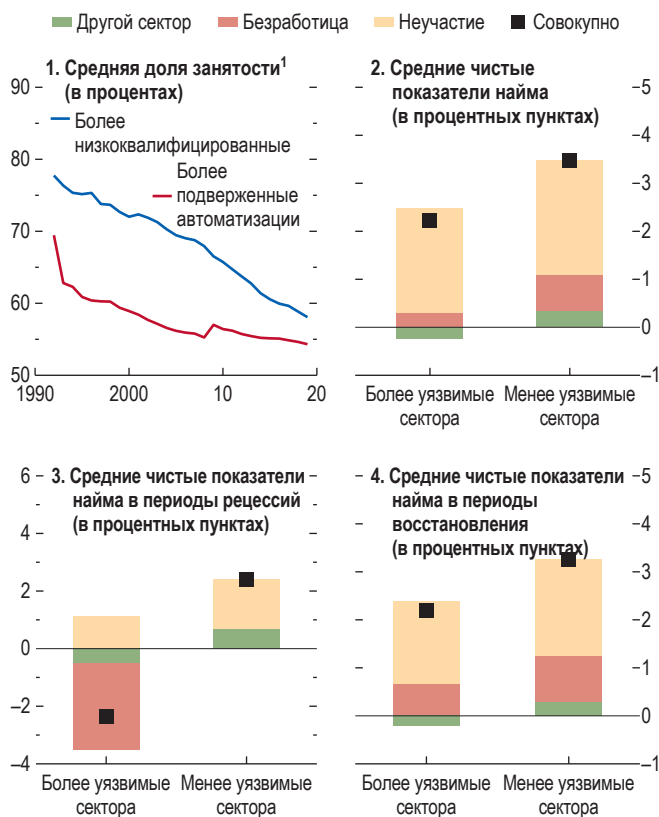 Другой сектор Безработица Неучастие Совокупно
1. Средняя доля занятости¹
(в процентах)
Более
низкоквалифицированные
Более
подверженные
автоматизации
90
80
70
60
50
1990 2000 10 20
2. Средние чистые
показатели найма
(в процентных пунктах)
5
4
3
2
1
0
–1
Более уязвимые
сектора
Менее уязвимые
сектора
3. Средние чистые показатели
найма в периоды рецессий
(в процентных пунктах)
6
4
2
0
–2
–4
Более уязвимые
сектора
Менее уязвимые
сектора
4. Средние чистые показатели
найма в периоды
восстановления
(в процентных пунктах)
5
4
3
2
1
0
–1
Более уязвимые
сектора
Менее уязвимые
сектора